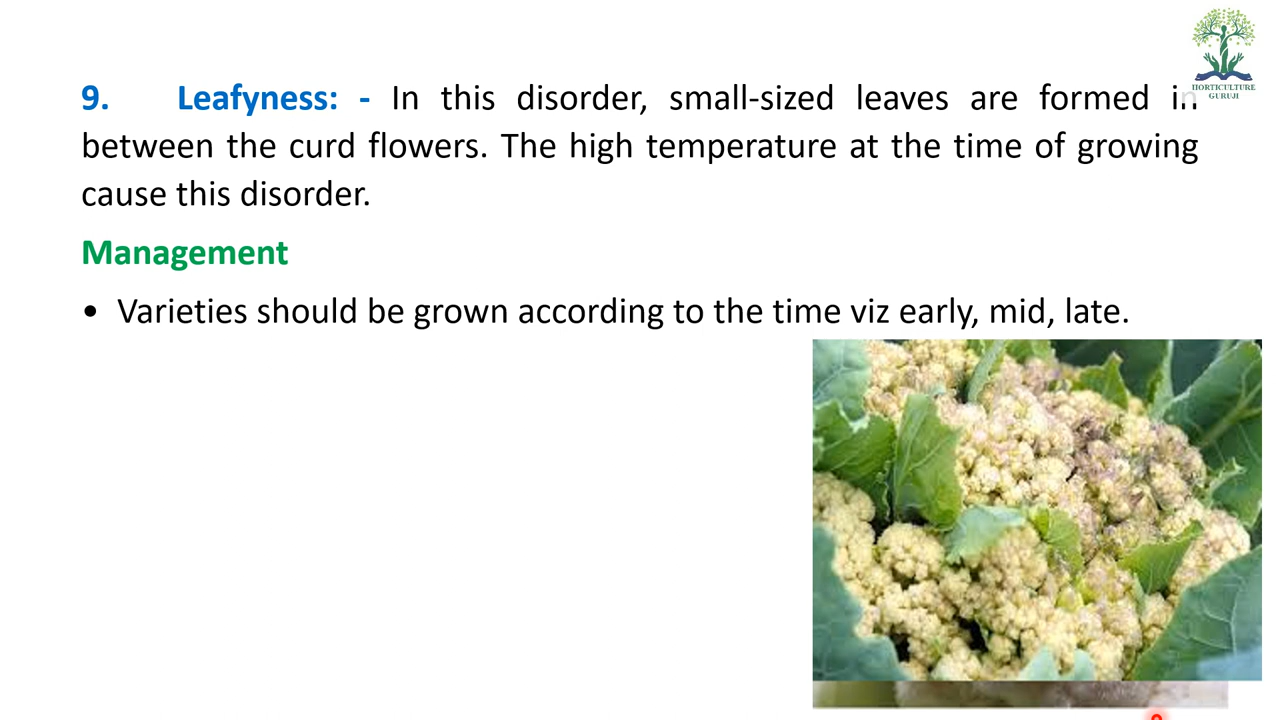 HORTICULTURE
GURUJI
9. Leafyness: - In this disorder, small-sized leaves are formed in
between the curd flowers. The high temperature at the time of growing
cause this disorder.
Management
• Varieties should be grown according to the time viz early, mid, late.